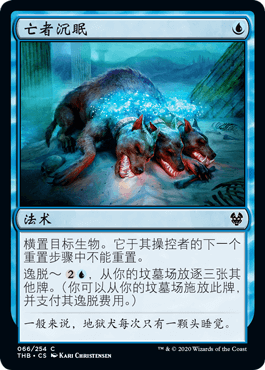 亡者沉眠
法术
横置目标生物。它于其操控者的下一个
重置步骤中不能重置。
逸脱～2，从你的坟墓场放逐三张其
他牌。（你可以从你的坟墓场施放此牌，
并支付其逸脱费用。）
一般来说，地狱犬每次只有一颗头睡觉。
066/254 C
THB • CS KARI CHRISTENSEN
™ & © 2020 Wizards of the Coast